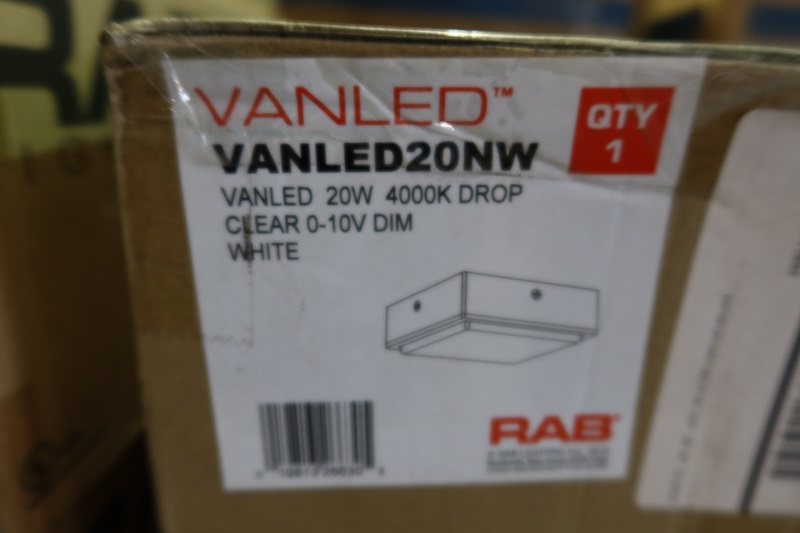 VANLED™
QTY
1
VANLED20NW
VANLED 20W 4000K DROP
CLEAR 0-10V DIM
WHITE
RAB